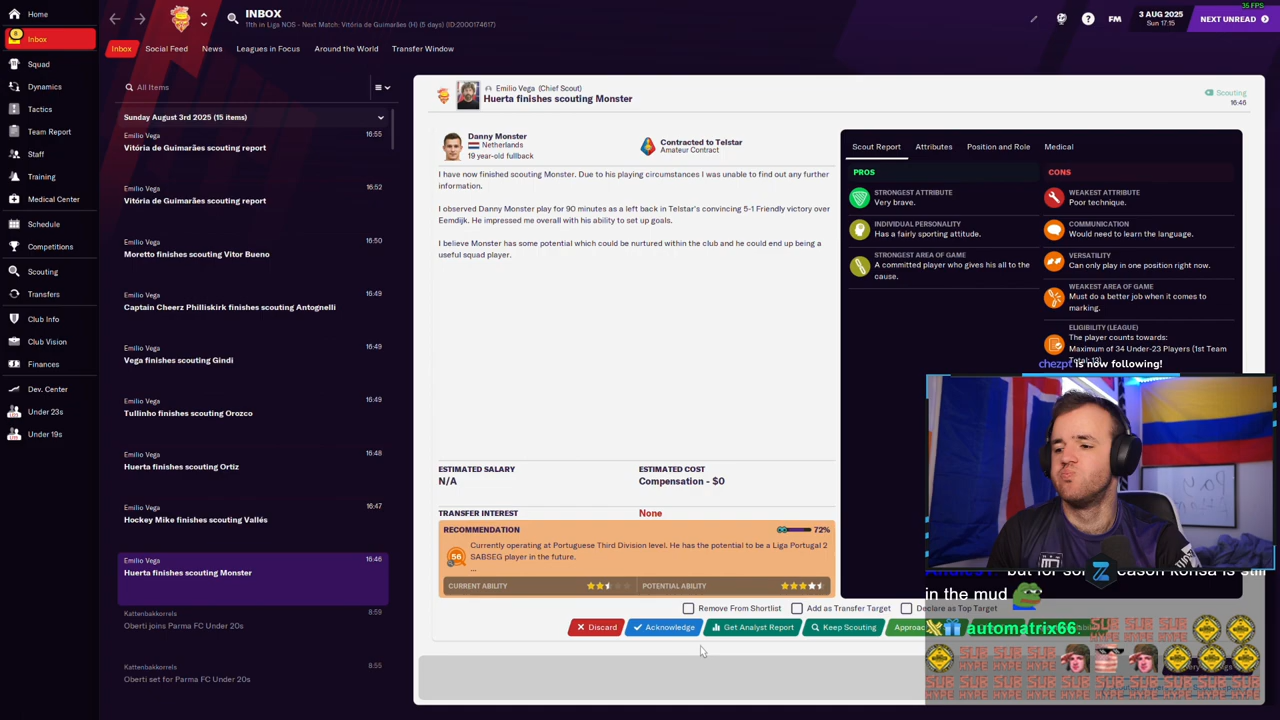 Home
Inbox
Squad
Dynamics
Tactics
Team Report
Staff
Training
Medical Center
Schedule
Competitions
Scouting
Transfers
Club Info
Club Vision
Finances
Dev. Center
Under 23s
Under 19s
INBOX
11th in Liga NOS - Next Match: Vitória de Guimarães (H) (5 days) (ID:2000174617)
35 FPS
FM
3 AUG 2025
SUN 17:15
NEXT UNREAD
Inbox
Social Feed
News
Leagues in Focus
Around the World
Transfer Window
All Items
Sunday August 3rd 2025 (15 items)
Emilio Vega 16:55
Vitória de Guimarães scouting report
Emilio Vega 16:52
Vitória de Guimarães scouting report
Emilio Vega 16:50
Moretto finishes scouting Vitor Bueno
Emilio Vega 16:49
Captain Cheerz Philliskirk finishes scouting Antognelli
Emilio Vega 16:49
Vega finishes scouting Gindi
Emilio Vega 16:49
Tullinho finishes scouting Orozco
Emilio Vega 16:48
Huerta finishes scouting Ortiz
Emilio Vega 16:47
Hockey Mike finishes scouting Vallés
Emilio Vega 16:46
Huerta finishes scouting Monster
Kattenbakkorrels 8:59
Oberti joins Parma FC Under 20s
Kattenbakkorrels 8:55
Oberti set for Parma FC Under 20s
Emilio Vega (Chief Scout)
Huerta finishes scouting Monster
Scouting
16:46
Danny Monster
Netherlands
19 year-old fullback
Contracted to Telstar
Amateur Contract
I have now finished scouting Monster. Due to his playing circumstances I was unable to find out any further
information.
I observed Danny Monster play for 90 minutes as a left back in Telstar's convincing 5-1 Friendly victory over
Eemdijk. He impressed me overall with his ability to set up goals.
I believe Monster has some potential which could be nurtured within the club and he could end up being a
useful squad player.
ESTIMATED SALARY
N/A
ESTIMATED COST
Compensation - $0
TRANSFER INTEREST
None
RECOMMENDATION
72%
56
Currently operating at Portuguese Third Division level. He has the potential to be a Liga Portugal 2
SABSEG player in the future.
...
CURRENT ABILITY
POTENTIAL ABILITY
Remove From Shortlist
Add as Transfer Target
Declare as Top Target
Discard
Acknowledge
Get Analyst Report
Keep Scouting
Scout Report
Attributes
Position and Role
Medical
PROS
STRONGEST ATTRIBUTE
Very brave.
INDIVIDUAL PERSONALITY
Has a fairly sporting attitude.
STRONGEST AREA OF GAME
A committed player who gives his all to the
cause.
CONS
WEAKEST ATTRIBUTE
Poor technique.
COMMUNICATION
Would need to learn the language.
VERSATILITY
Can only play in one position right now.
WEAKEST AREA OF GAME
Must do a better job when it comes to
marking.
ELIGIBILITY (LEAGUE)
The player counts towards:
Maximum of 34 Under-23 Players (1st Team
chezpt is now following!
in the mud
automatrix66:
SUB HYPE